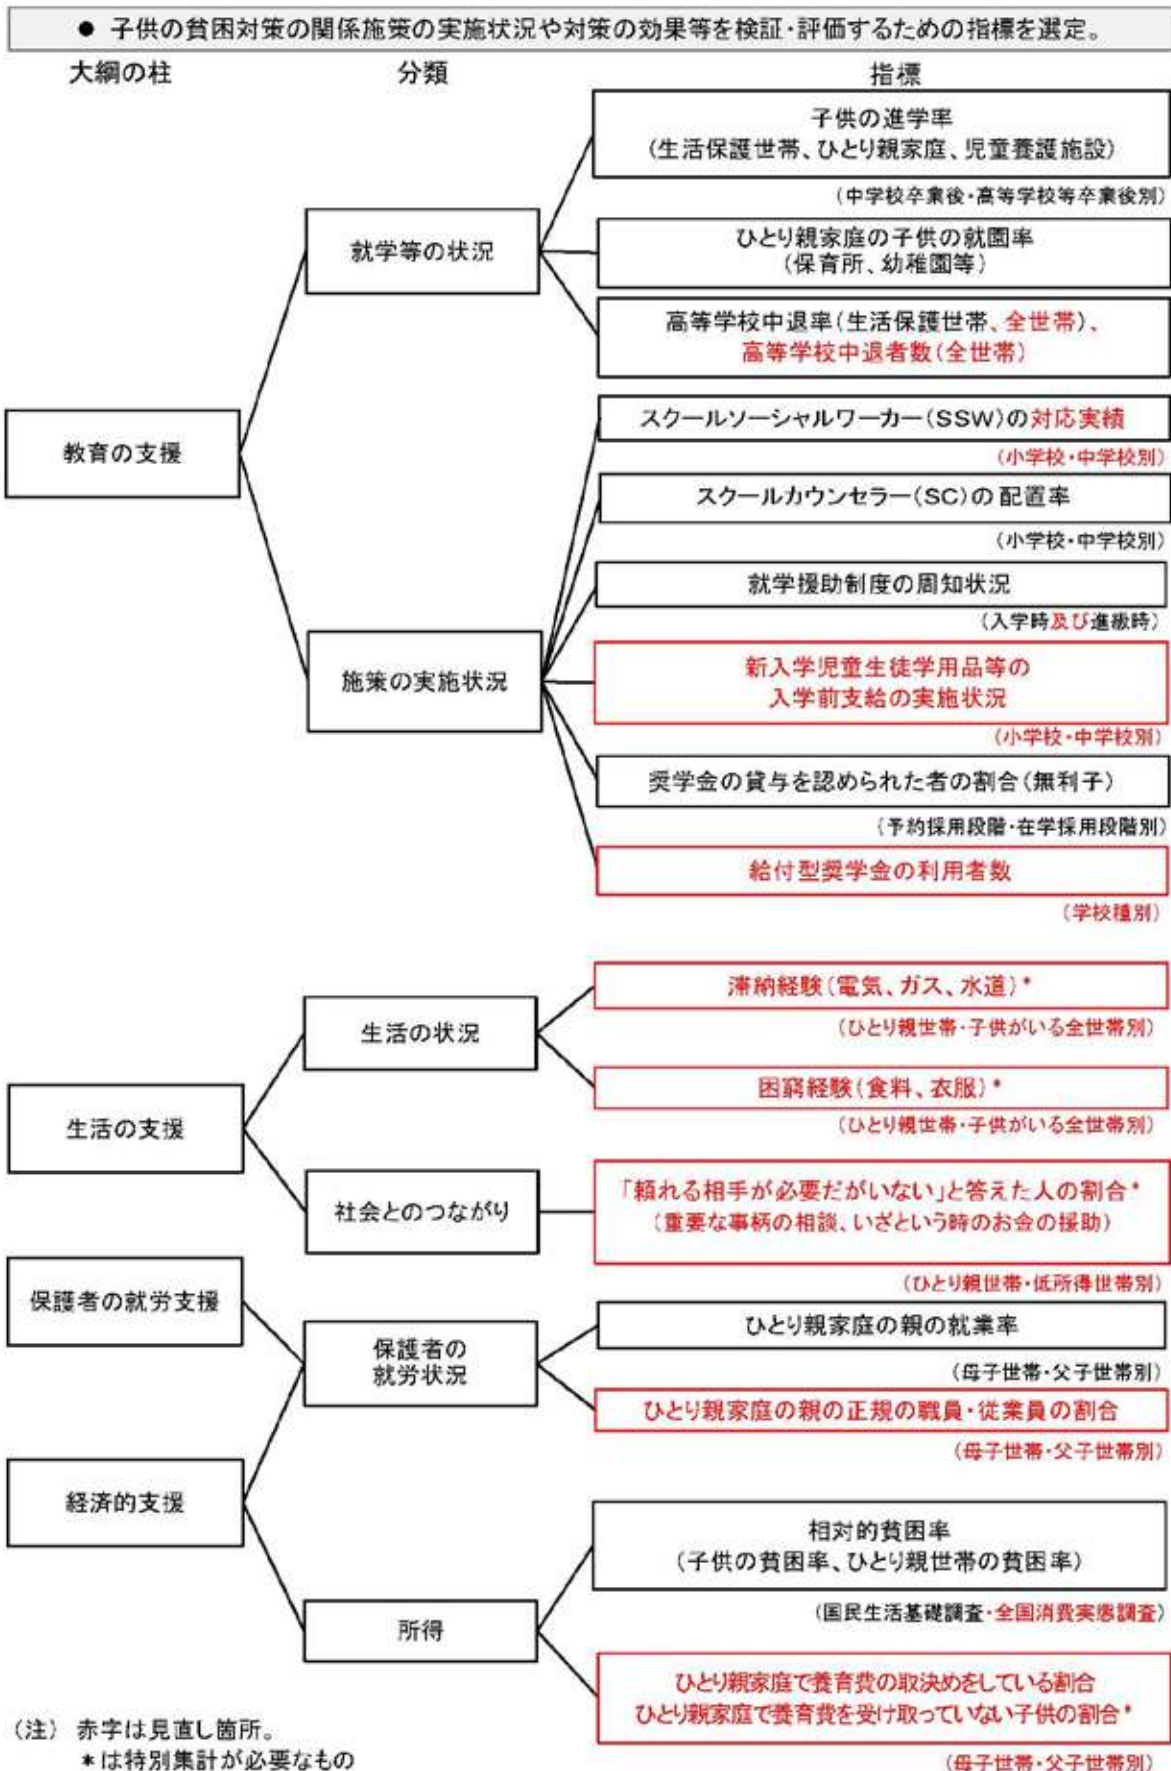 ● 子供の貧困対策の関係施策の実施状況や対策の効果等を検証・評価するための指標を選定。
大綱の柱
分類
指標
教育の支援
就学等の状況
子供の進学率
(生活保護世帯、ひとり親家庭、児童養護施設)
(中学校卒業後・高等学校等卒業後別)
ひとり親家庭の子供の就園率
(保育所、幼稚園等)
高等学校中退率(生活保護世帯、全世帯)、
高等学校中退者数(全世帯)
施策の実施状況
スクールソーシャルワーカー(SSW)の対応実績
(小学校・中学校別)
スクールカウンセラー(SC)の配置率
(小学校・中学校別)
就学援助制度の周知状況
(入学時及び進級時)
新入学児童生徒学用品等の
入学前支給の実施状況
(小学校・中学校別)
奨学金の貸与を認められた者の割合(無利子)
(予約採用段階・在学採用段階別)
給付型奨学金の利用者数
(学校種別)
生活の支援
生活の状況
滞納経験(電気、ガス、水道)*
(ひとり親世帯・子供がいる全世帯別)
困窮経験(食料、衣服)*
(ひとり親世帯・子供がいる全世帯別)
社会とのつながり
「頼れる相手が必要だがいない」と答えた人の割合*
(重要な事柄の相談、いざという時のお金の援助)
(ひとり親世帯・低所得世帯別)
保護者の就労支援
保護者の
就労状況
ひとり親家庭の親の就業率
(母子世帯・父子世帯別)
ひとり親家庭の親の正規の職員・従業員の割合
(母子世帯・父子世帯別)
経済的支援
所得
相対的貧困率
(子供の貧困率、ひとり親世帯の貧困率)
(国民生活基礎調査・全国消費実態調査)
ひとり親家庭で養育費の取決めをしている割合
ひとり親家庭で養育費を受け取っていない子供の割合*
(母子世帯・父子世帯別)
(注) 赤字は見直し箇所。
*は特別集計が必要なもの